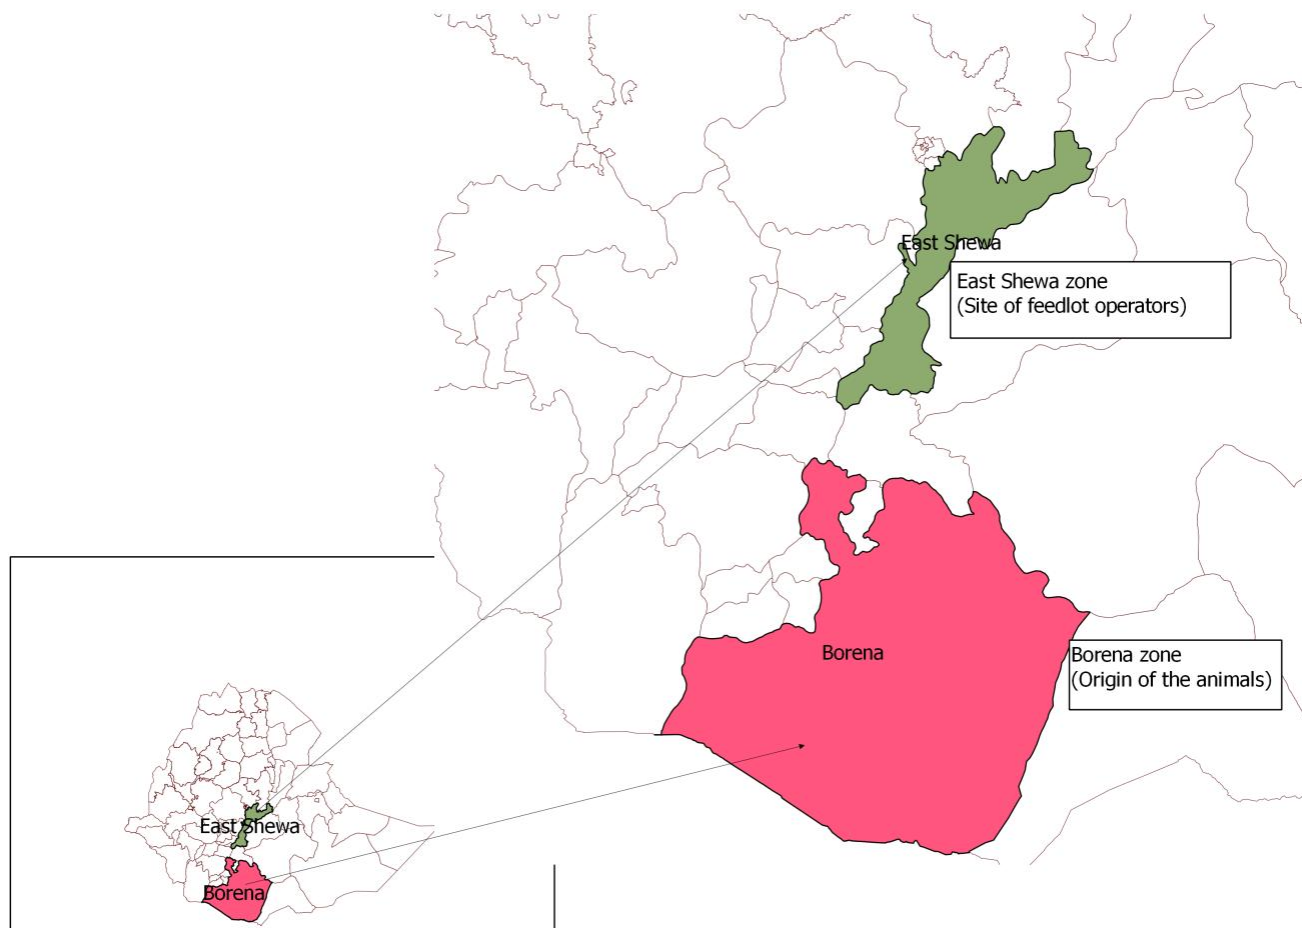 East Shewa
East Shewa zone
(Site of feedlot operators)
Borena
Borena zone
(Origin of the animals)
East Shewa
Borena